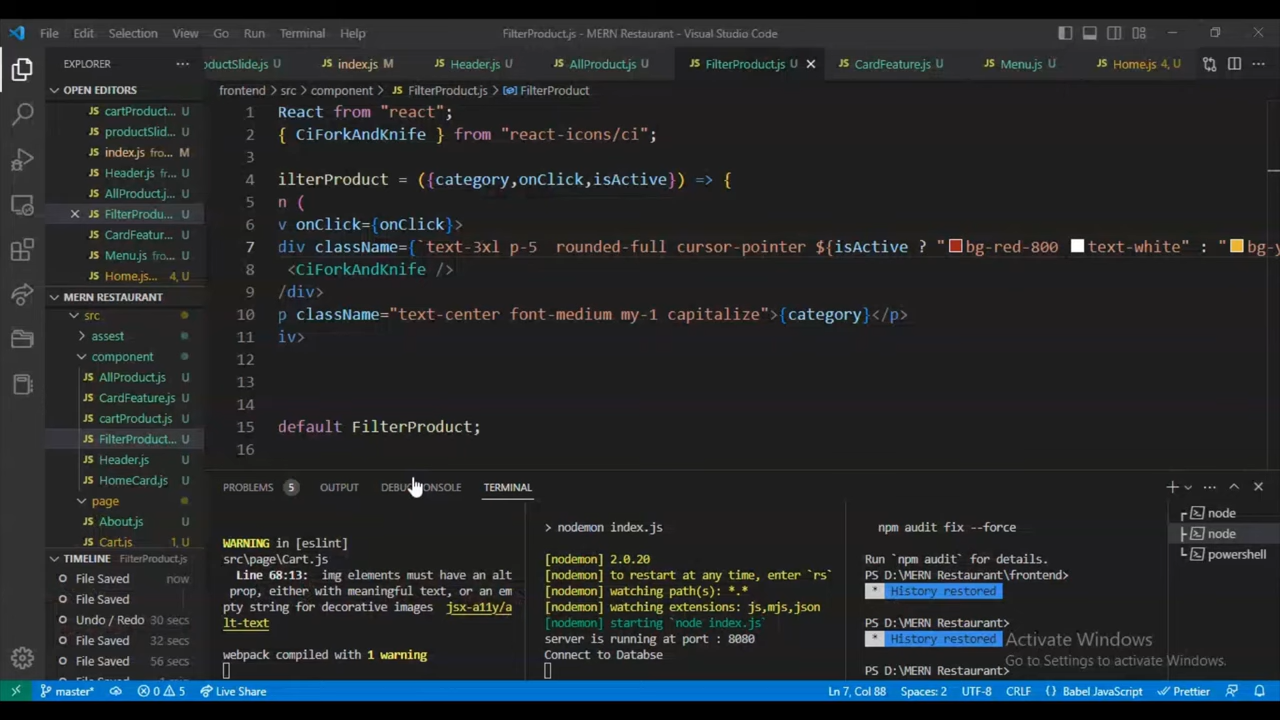 File Edit Selection View Go Run Terminal Help
FilterProduct.js - MERN Restaurant - Visual Studio Code
EXPLORER
oductSlide.js U
index.js M
Header.js U
AllProduct.js U
FilterProduct.js U
CardFeature.js U
Menu.js U
Home.js 4, U
OPEN EDITORS
cartProduct... U
productSlid... U
index.js fro... M
Header.js fr... U
AllProduct.j... U
FilterProdu... U
CardFeatur... U
Menu.js fro... U
Home.js ... 4, U
MERN RESTAURANT
src
assest
component
AllProduct.js U
CardFeature.js U
cartProduct.js U
FilterProduct... U
Header.js U
HomeCard.js U
page
About.js U
Cart.js 1, U
TIMELINE FilterProduct.js
File Saved now
File Saved
Undo / Redo 30 secs
File Saved 32 secs
File Saved 56 secs
frontend > src > component > FilterProduct.js > FilterProduct
1 React from "react";
2 { CiForkAndKnife } from "react-icons/ci";
3
4 ilterProduct = ({category,onClick,isActive}) => {
5 n (
6 v onClick={onClick}>
7 div className={`text-3xl p-5  rounded-full cursor-pointer ${isActive ? "bg-red-800 text-white" : "bg-y
8 <CiForkAndKnife />
9 /div>
10 p className="text-center font-medium my-1 capitalize">{category}</p>
11 iv>
12
13
14
15 default FilterProduct;
16
PROBLEMS 5 OUTPUT DEBUG CONSOLE TERMINAL
WARNING in [eslint]
src\page\Cart.js
Line 68:13: img elements must have an alt
prop, either with meaningful text, or an em
pty string for decorative images jsx-a11y/a
lt-text
webpack compiled with 1 warning
> nodemon index.js
[nodemon] 2.0.20
[nodemon] to restart at any time, enter `rs`
[nodemon] watching path(s): *.*
[nodemon] watching extensions: js,mjs,json
[nodemon] starting `node index.js`
server is running at port : 8080
Connect to Databse
npm audit fix --force
Run `npm audit` for details.
PS D:\MERN Restaurant\frontend>
* History restored
PS D:\MERN Restaurant>
* History restored
PS D:\MERN Restaurant>
node
node
powershell
Activate Windows
Go to Settings to activate Windows.
master* 0 5 Live Share
Ln 7, Col 88 Spaces: 2 UTF-8 CRLF {} Babel JavaScript Prettier